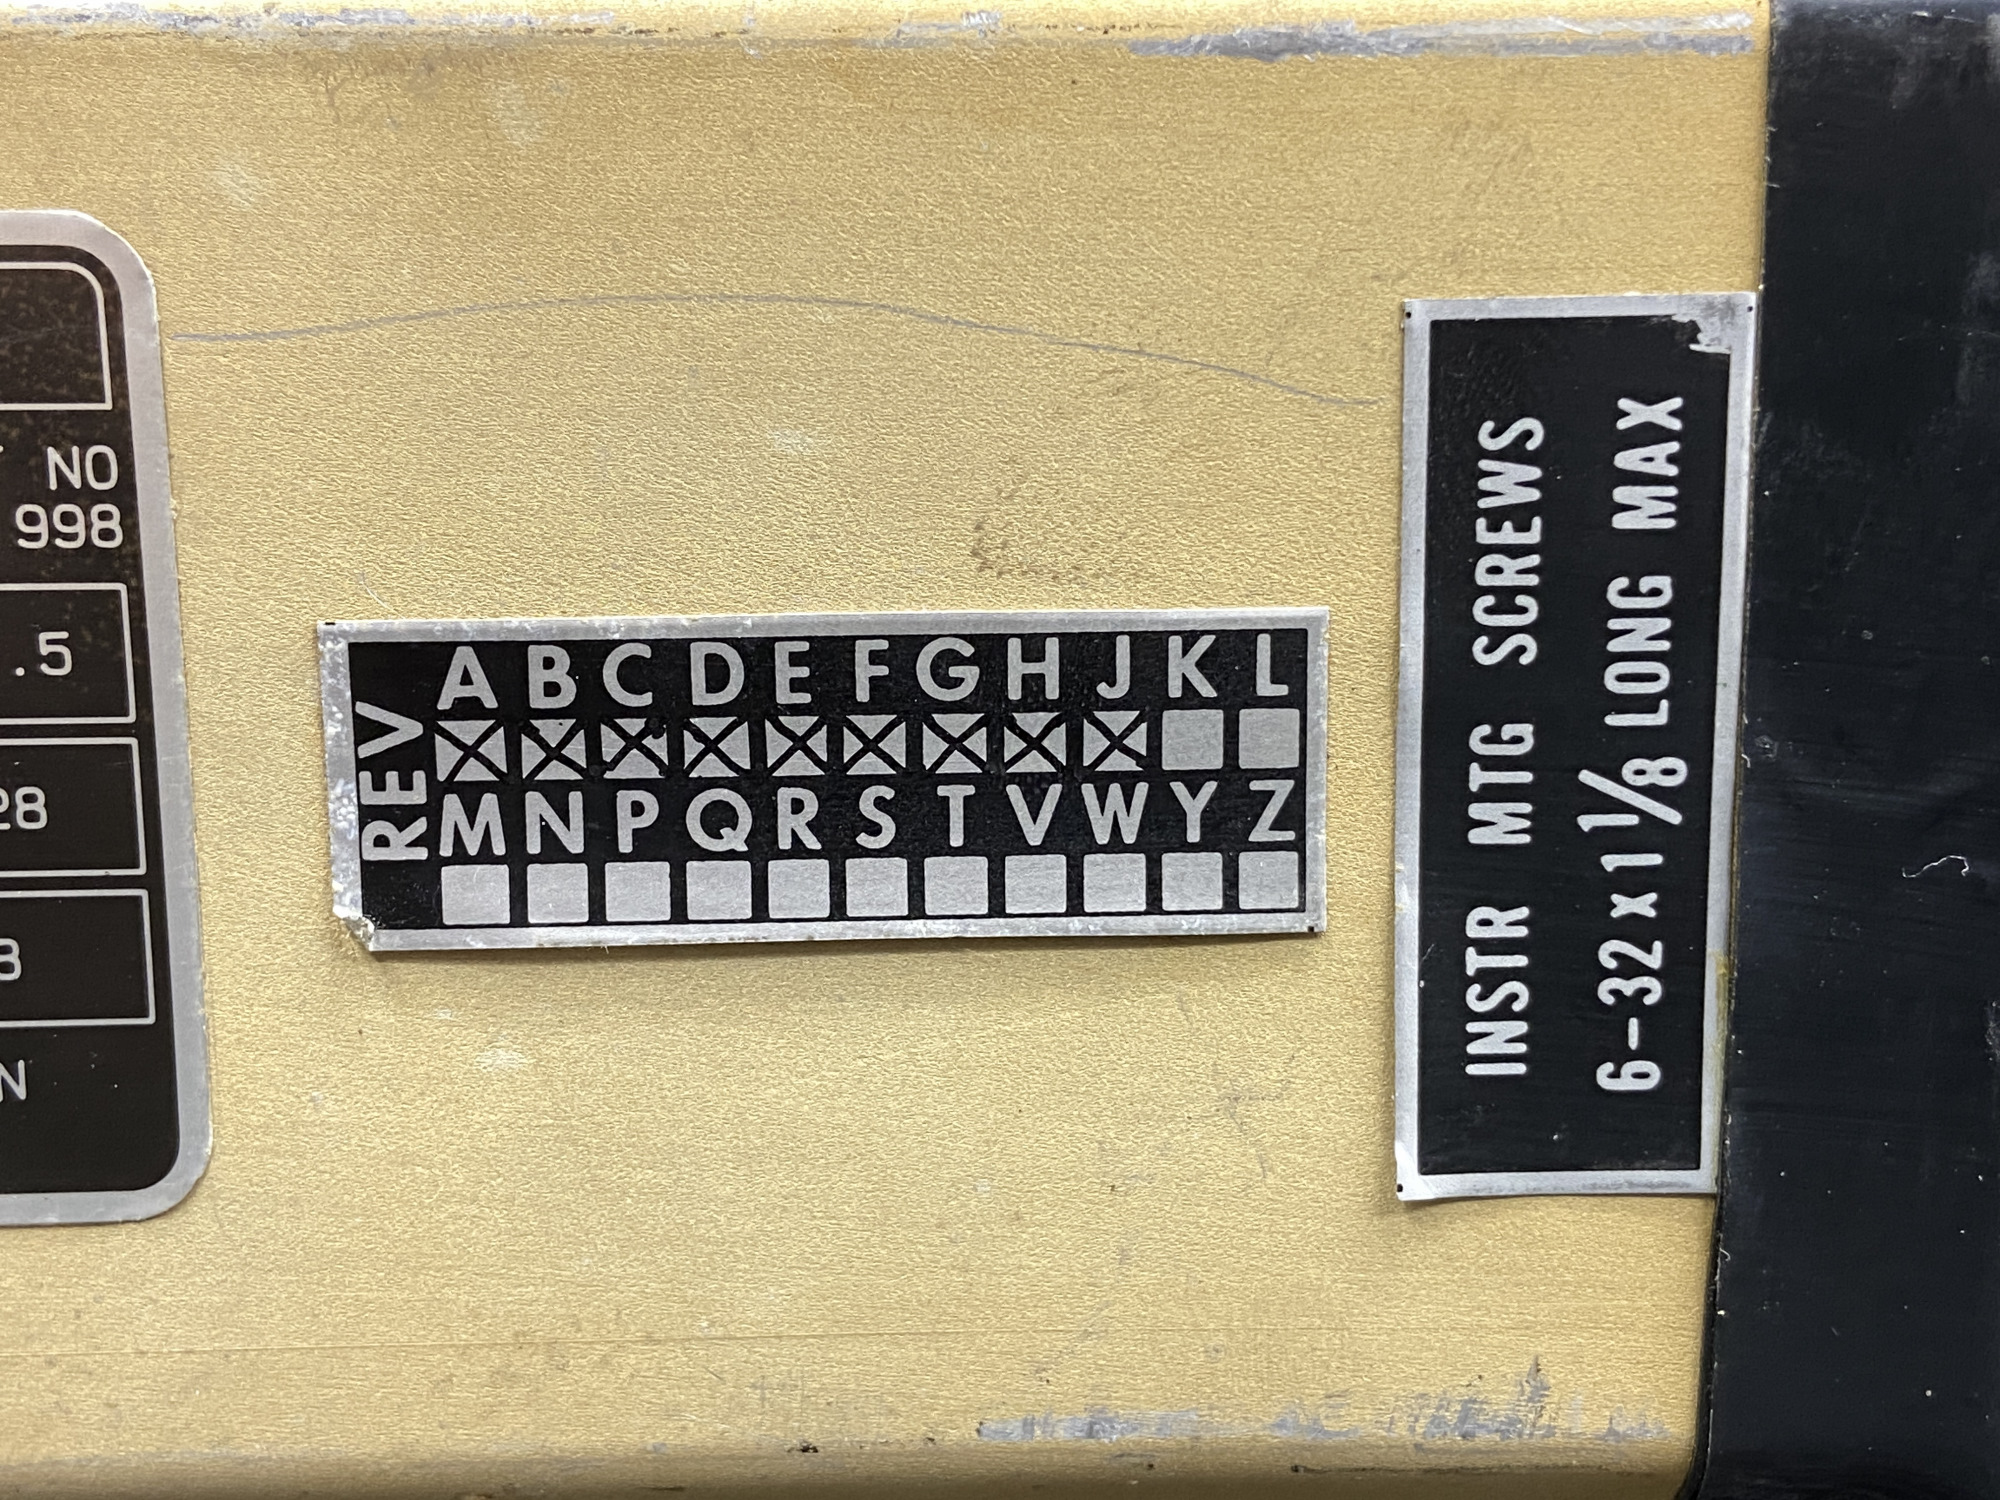 NO
998
.5
28
8
N
REV
A B C D E F G H J K L
M N P Q R S T V W Y Z
INSTR MTG SCREWS
6-32 x 1 1/8 LONG MAX